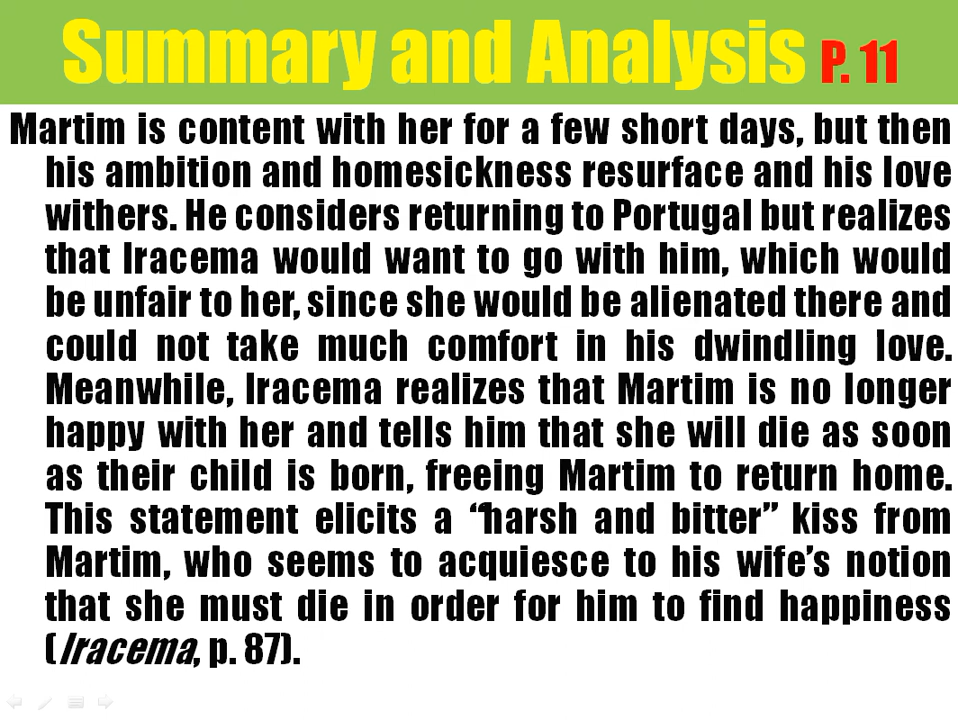 Summary and Analysis P. 11
Martim is content with her for a few short days, but then
his ambition and homesickness resurface and his love
withers. He considers returning to Portugal but realizes
that Iracema would want to go with him, which would
be unfair to her, since she would be alienated there and
could not take much comfort in his dwindling love.
Meanwhile, Iracema realizes that Martim is no longer
happy with her and tells him that she will die as soon
as their child is born, freeing Martim to return home.
This statement elicits a “harsh and bitter” kiss from
Martim, who seems to acquiesce to his wife’s notion
that she must die in order for him to find happiness
(Iracema, p. 87).